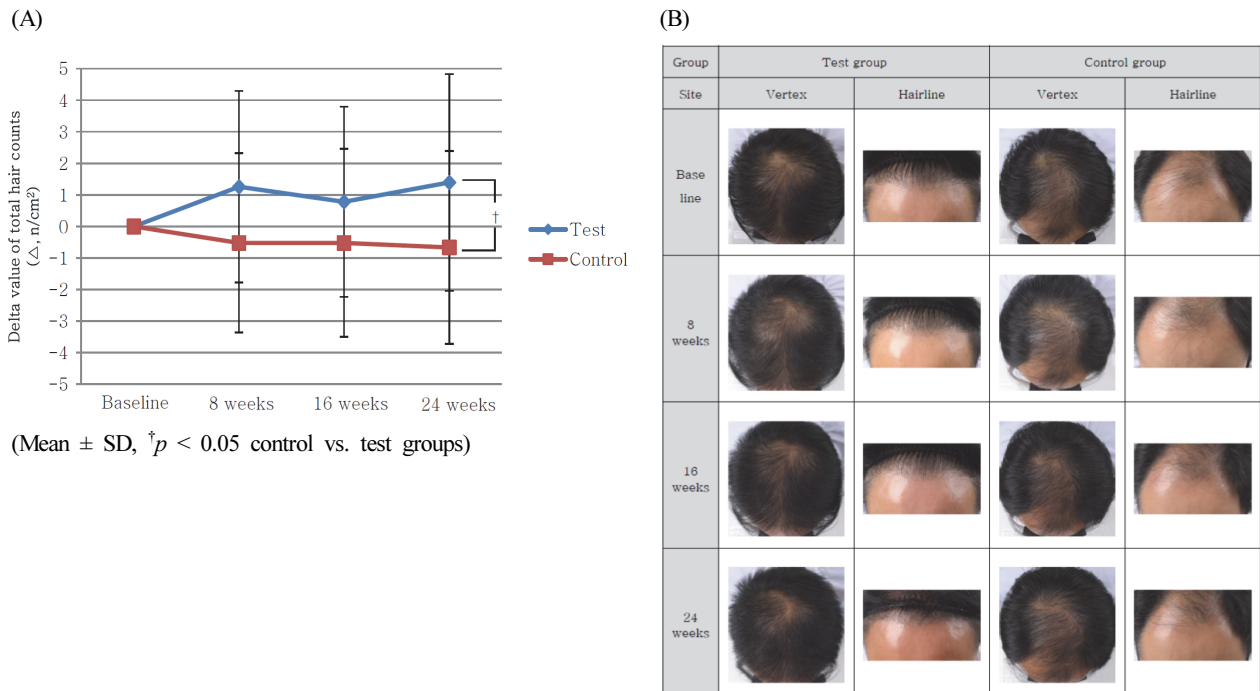 (A)
5
4
3
2
1
0
-1
-2
-3
-4
-5
Delta value of total hair counts
(△, n/cm²)
Baseline
8 weeks
16 weeks
24 weeks
†
Test
Control
(Mean ± SD, †p < 0.05 control vs. test groups)
(B)
Group Test group Control group
Site Vertex Hairline Vertex Hairline
Base
line
8
weeks
16
weeks
24
weeks